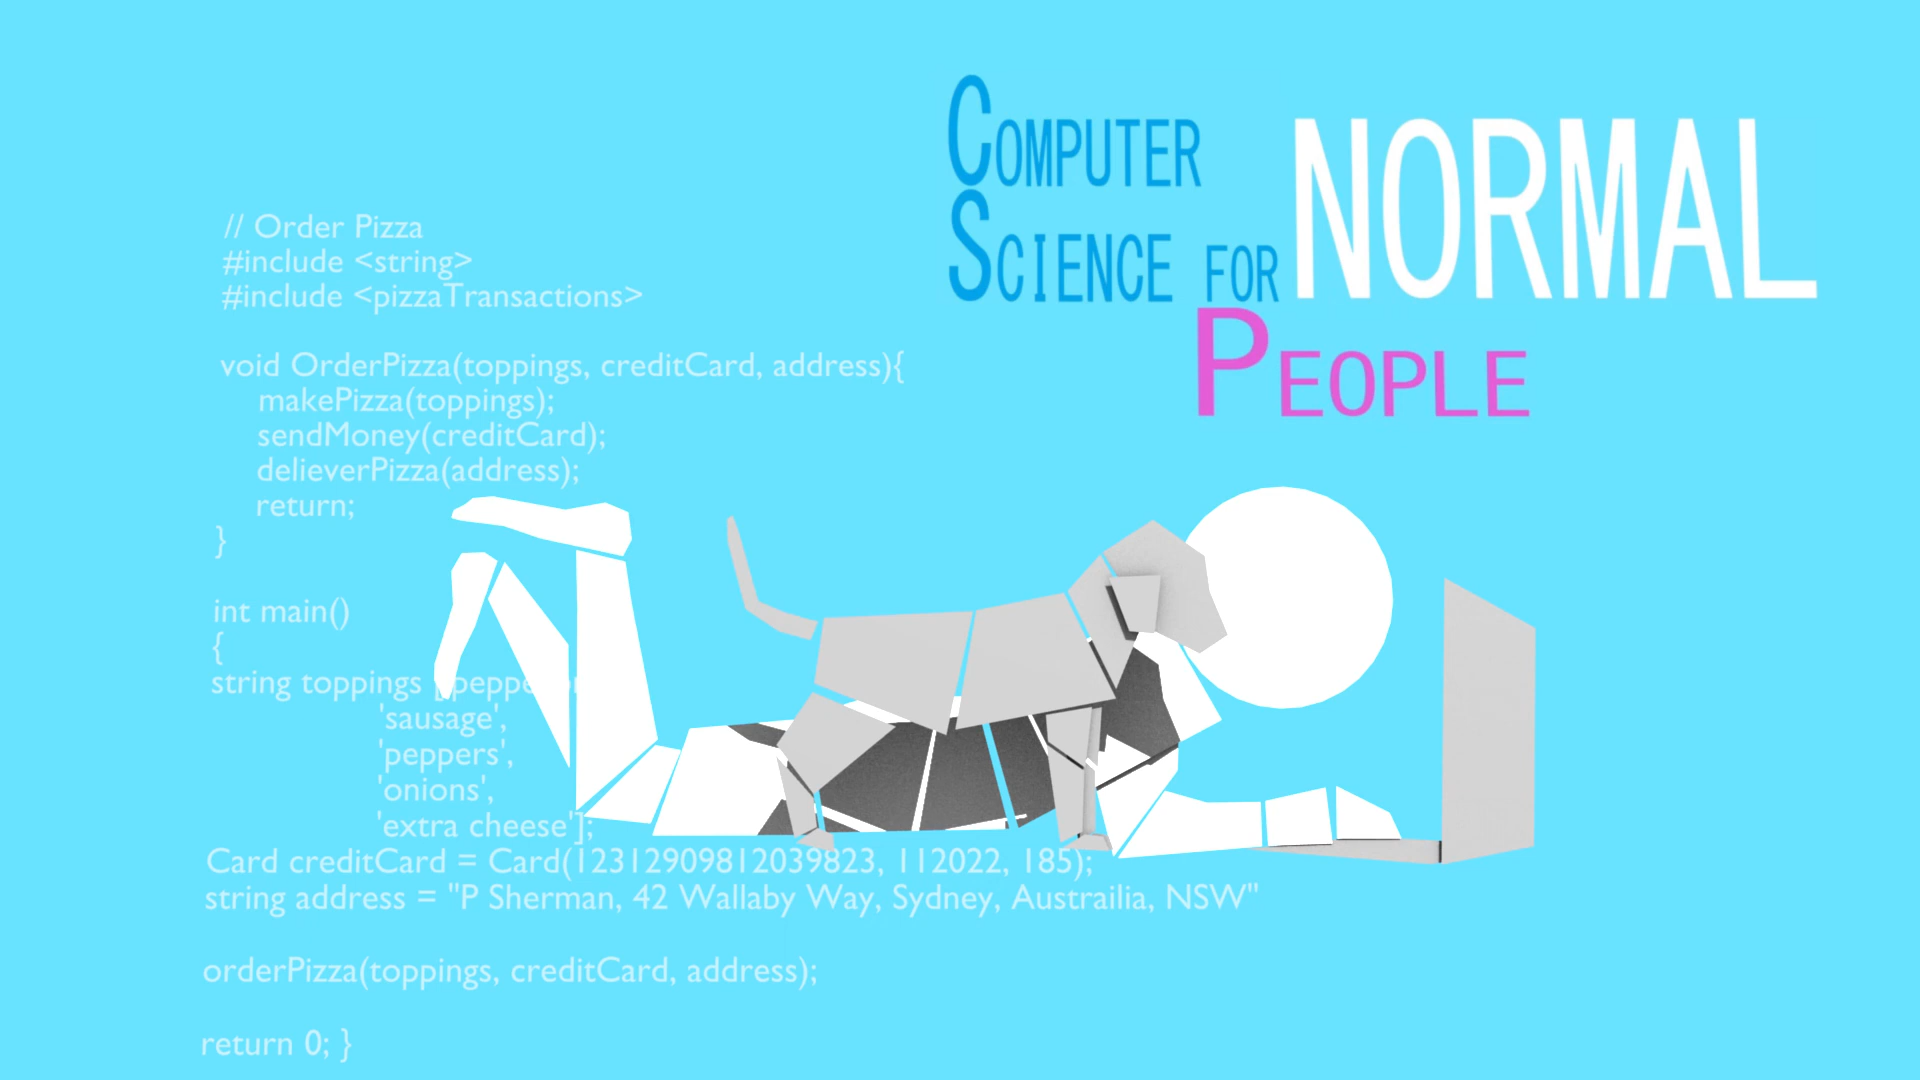 COMPUTER
SCIENCE FOR NORMAL
PEOPLE
// Order Pizza
#include <string>
#include <pizzaTransactions>
void OrderPizza(toppings, creditCard, address){
makePizza(toppings);
sendMoney(creditCard);
delieverPizza(address);
return;
}
int main()
{
string toppings
'sausage',
'peppers',
'onions',
'extra cheese'];
Card creditCard = Card(12312909812039823, 112022, 185);
string address = "P Sherman, 42 Wallaby Way, Sydney, Austrailia, NSW"
orderPizza(toppings, creditCard, address);
return 0; }